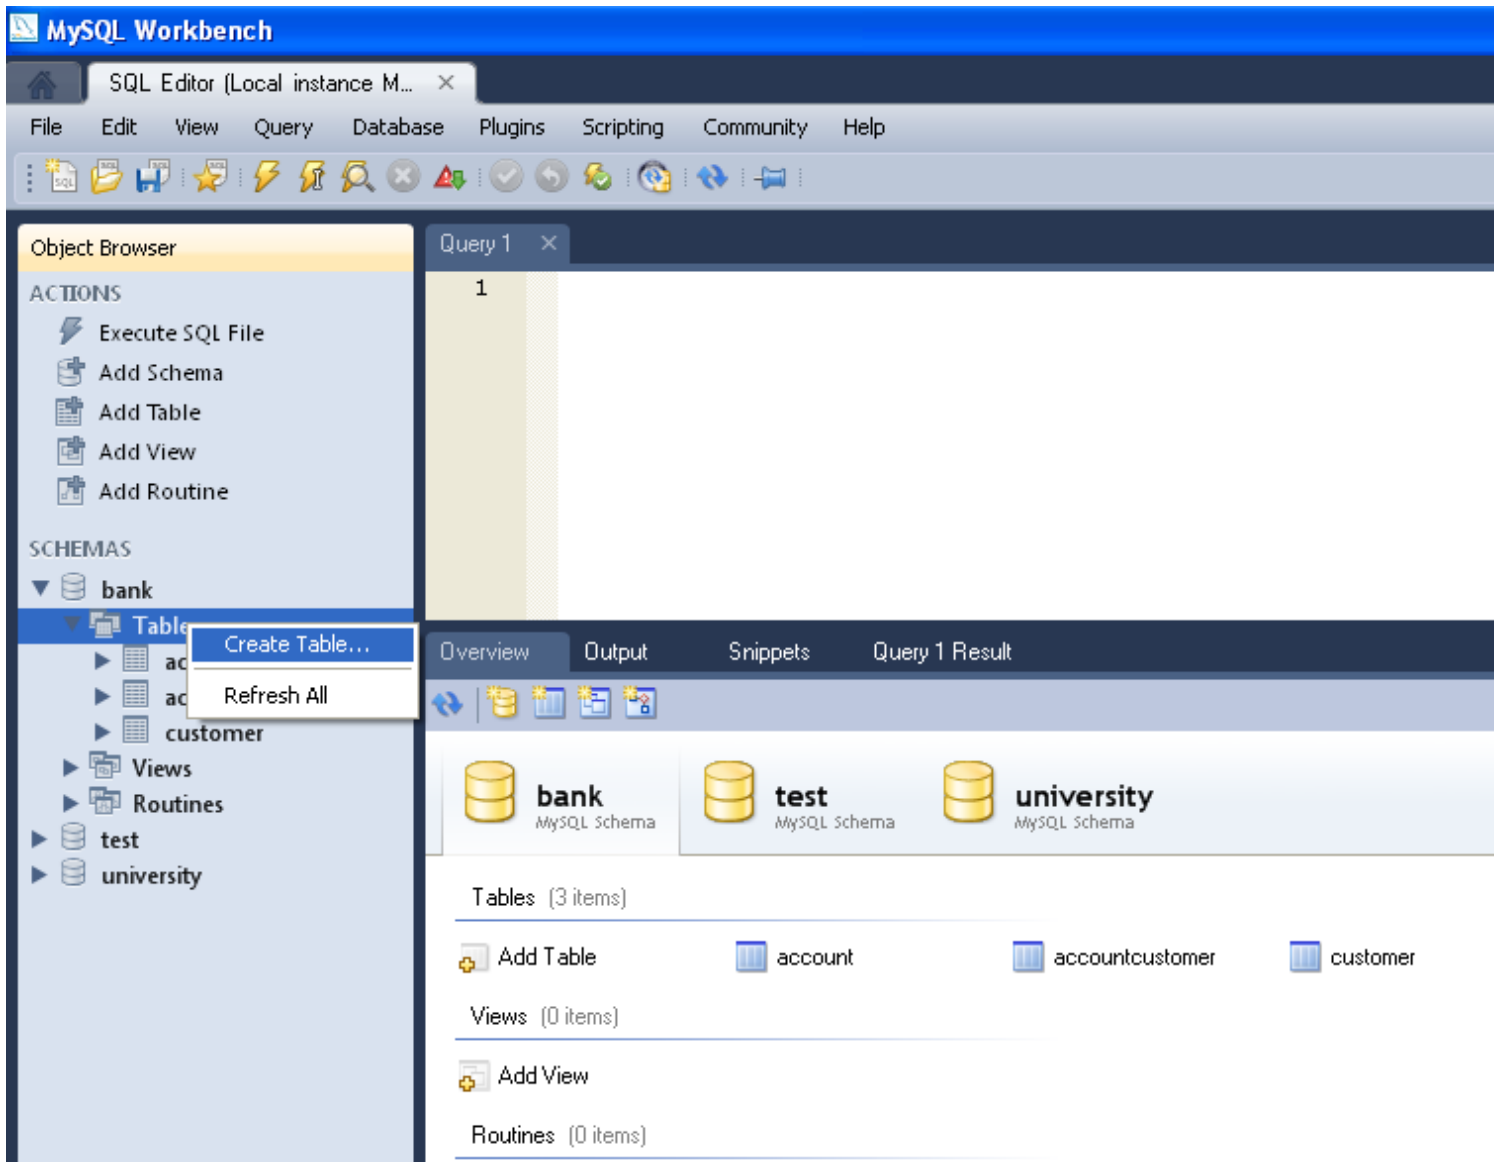 MySQL Workbench
SQL Editor (Local instance M...
File Edit View Query Database Plugins Scripting Community Help
Object Browser
ACTIONS
Execute SQL File
Add Schema
Add Table
Add View
Add Routine
SCHEMAS
bank
Table
Create Table...
ac
Refresh All
ac
customer
Views
Routines
test
university
Query 1
1
Overview Output Snippets Query 1 Result
bank
MySQL Schema
test
MySQL Schema
university
MySQL Schema
Tables (3 items)
Add Table account accountcustomer customer
Views (0 items)
Add View
Routines (0 items)